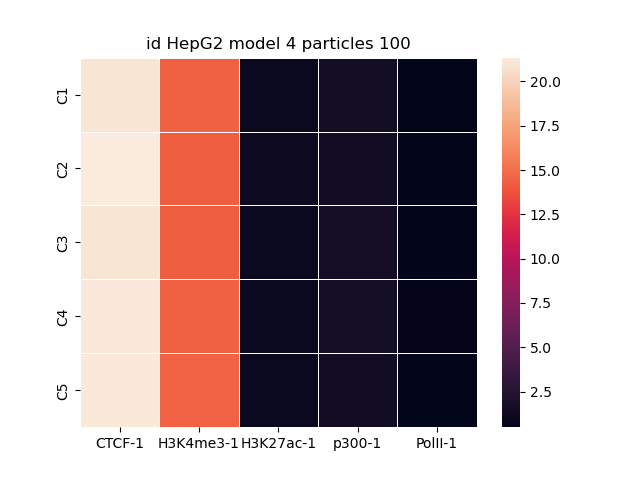 id HepG2 model 4 particles 100
C1
C2
C3
C4
C5
CTCF-1 H3K4me3-1 H3K27ac-1 p300-1 PolII-1
20.0
17.5
15.0
12.5
10.0
7.5
5.0
2.5